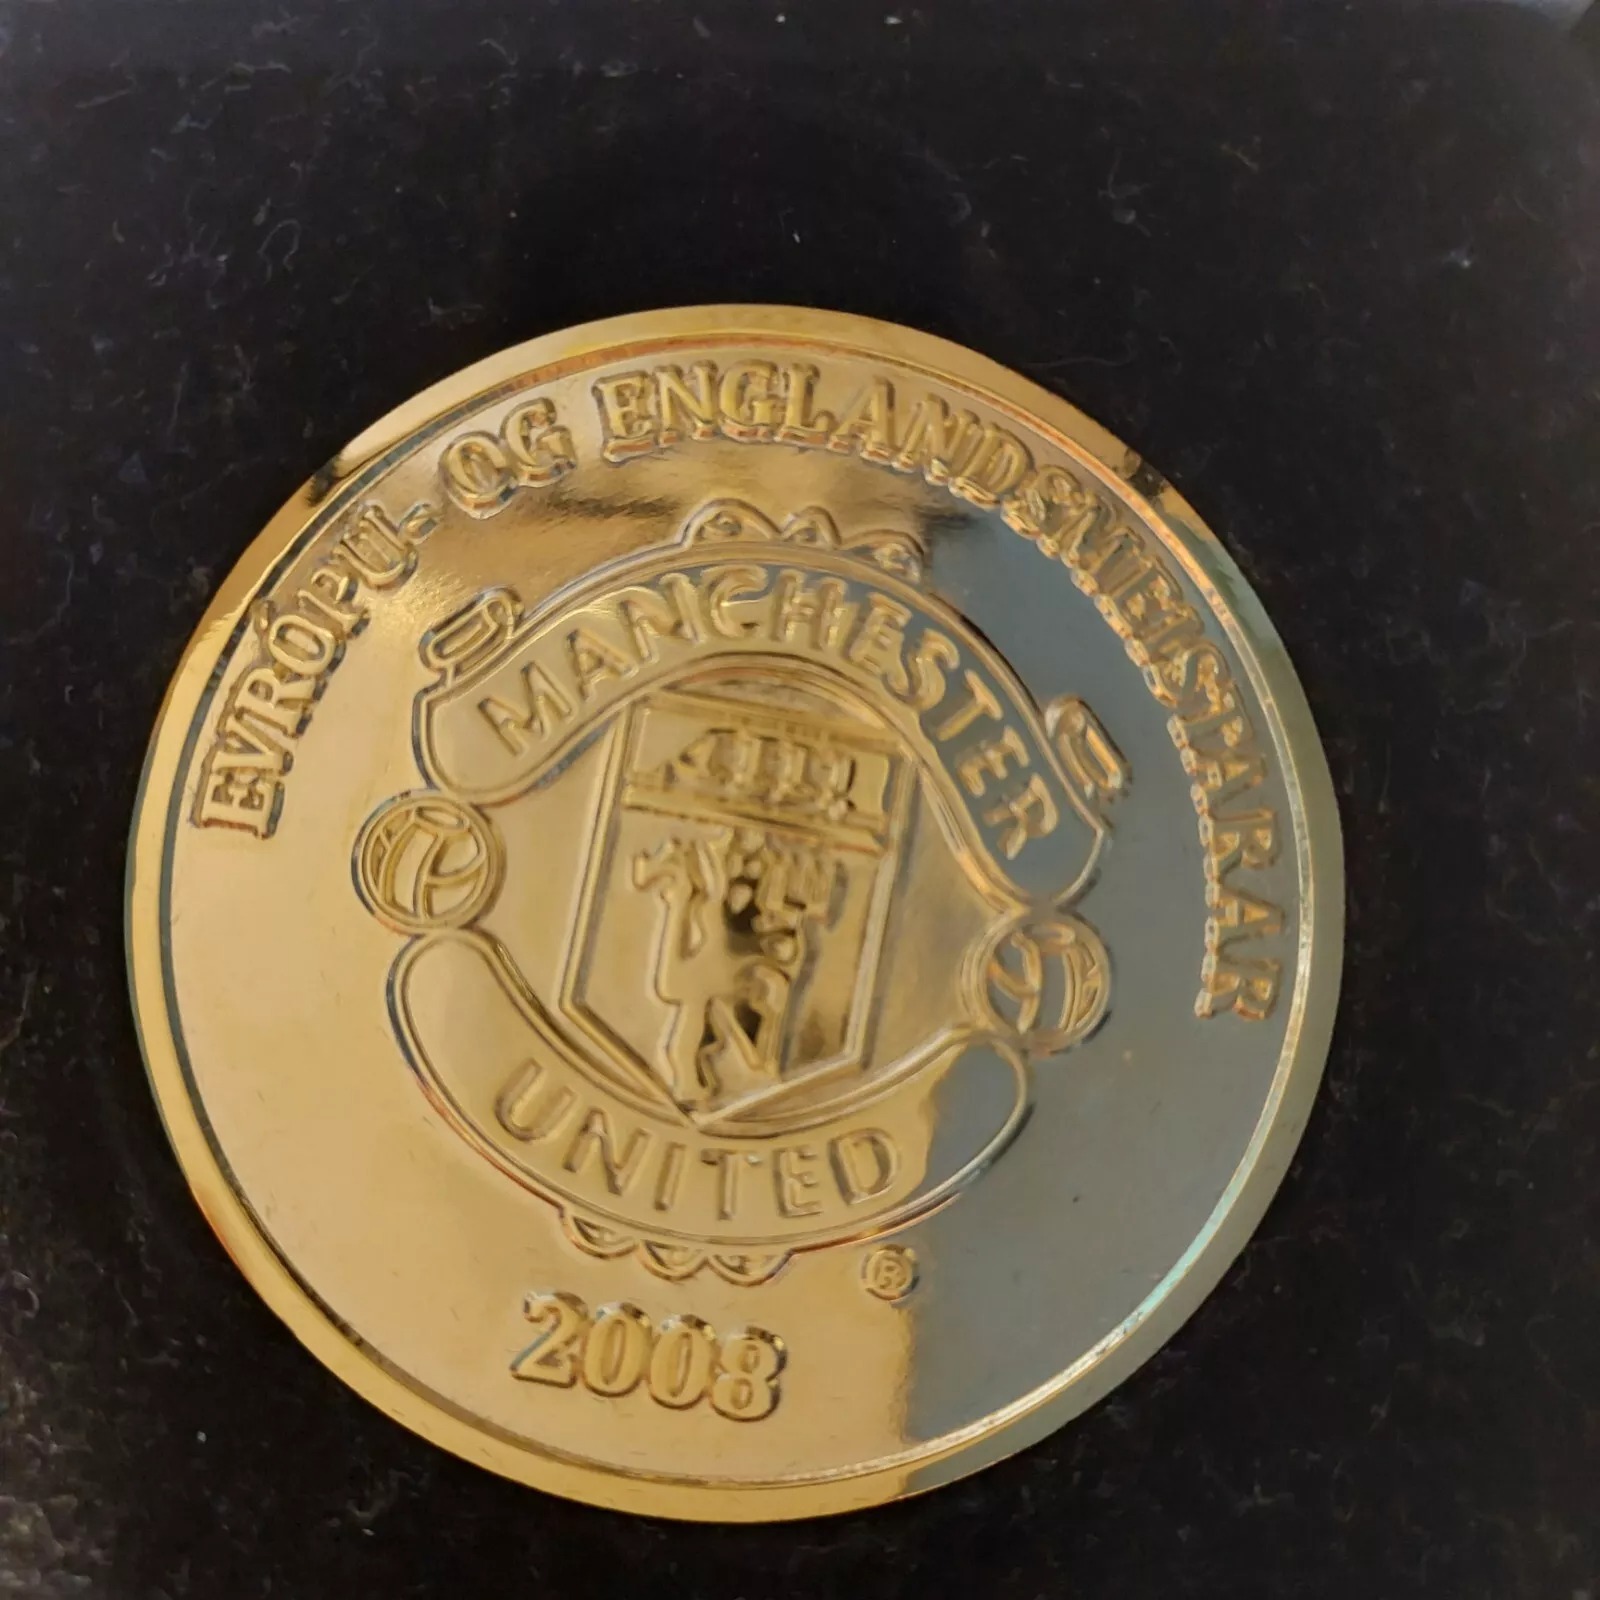 EVRÓPU- OG ENGLANDSMEISTARAR
MANCHESTER
UNITED
®
2008